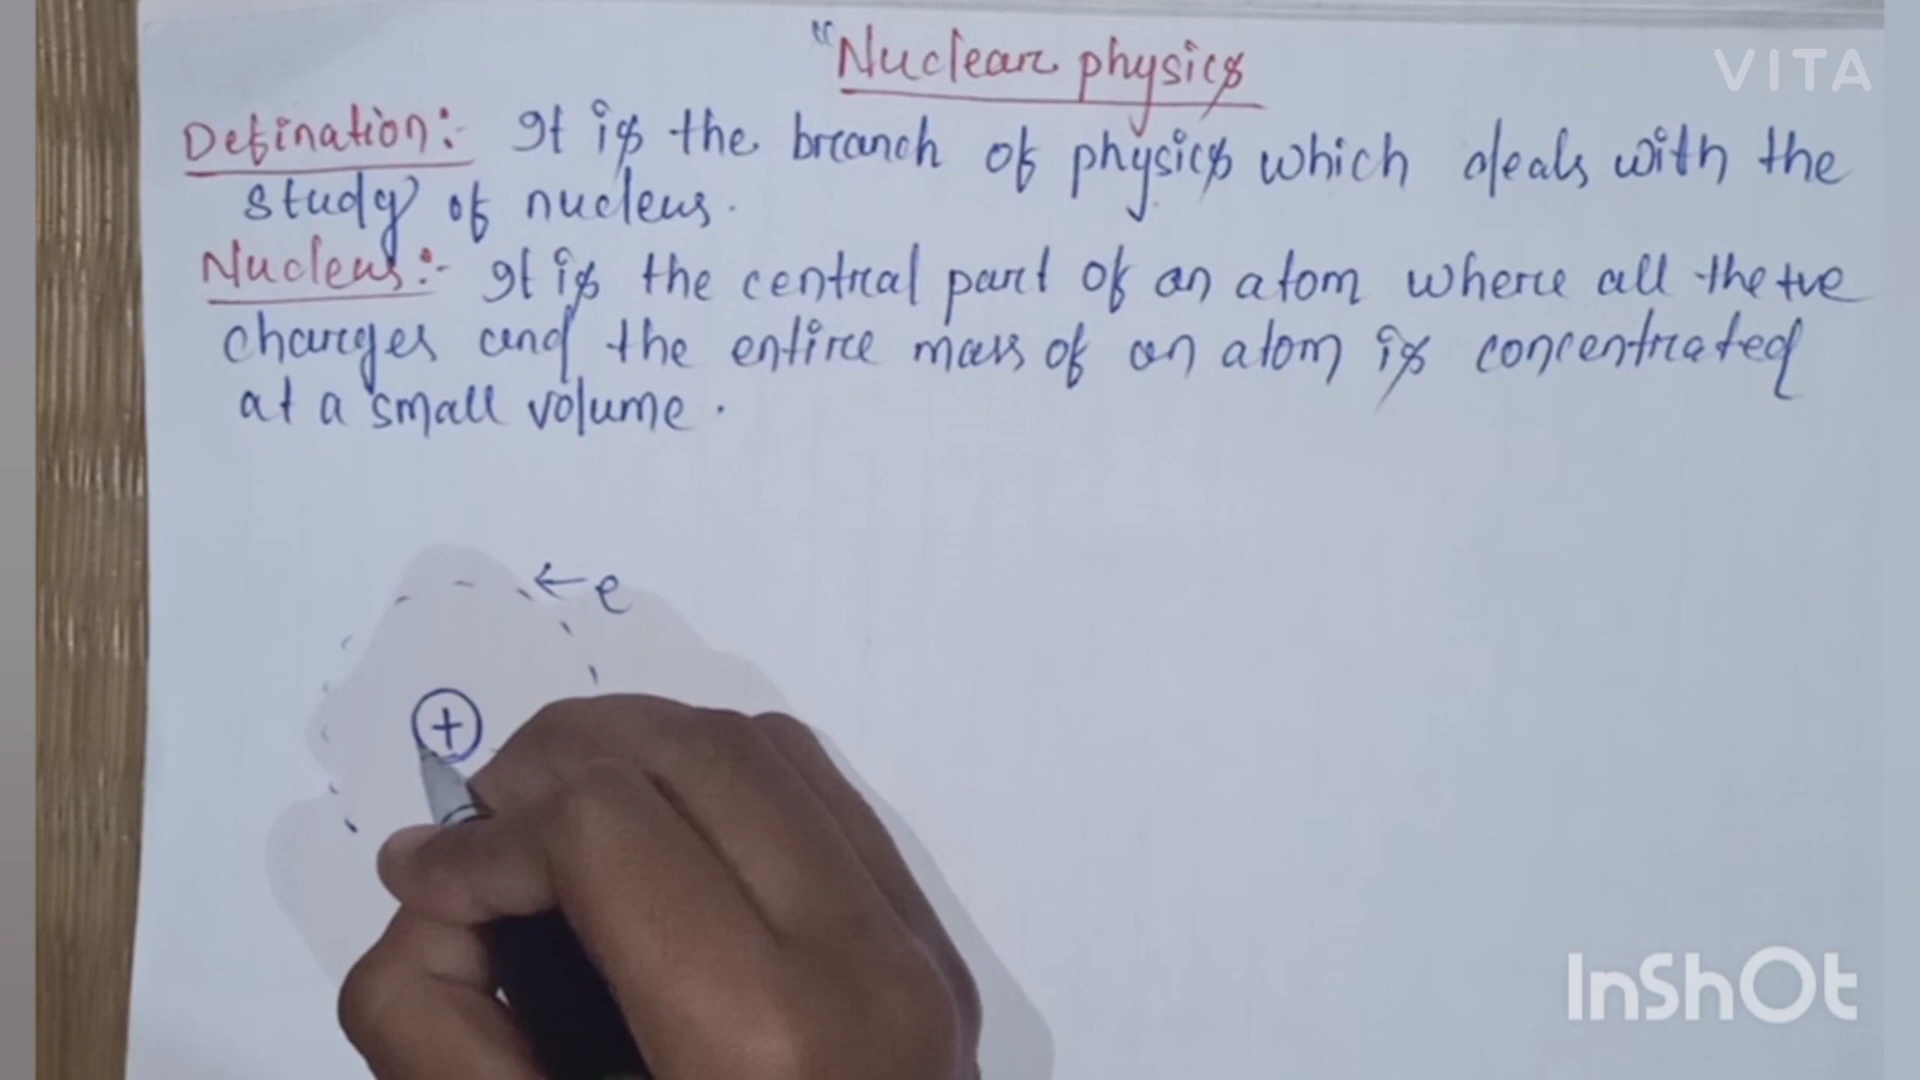 "Nuclear physics
VITA
Defination:- It is the branch of physics which deals with the
study of nucleus.
Nucleus:- It is the central part of an atom where all the +ve
charges and the entire mass of an atom is concentrated
at a small volume.
←e
+
InShOt